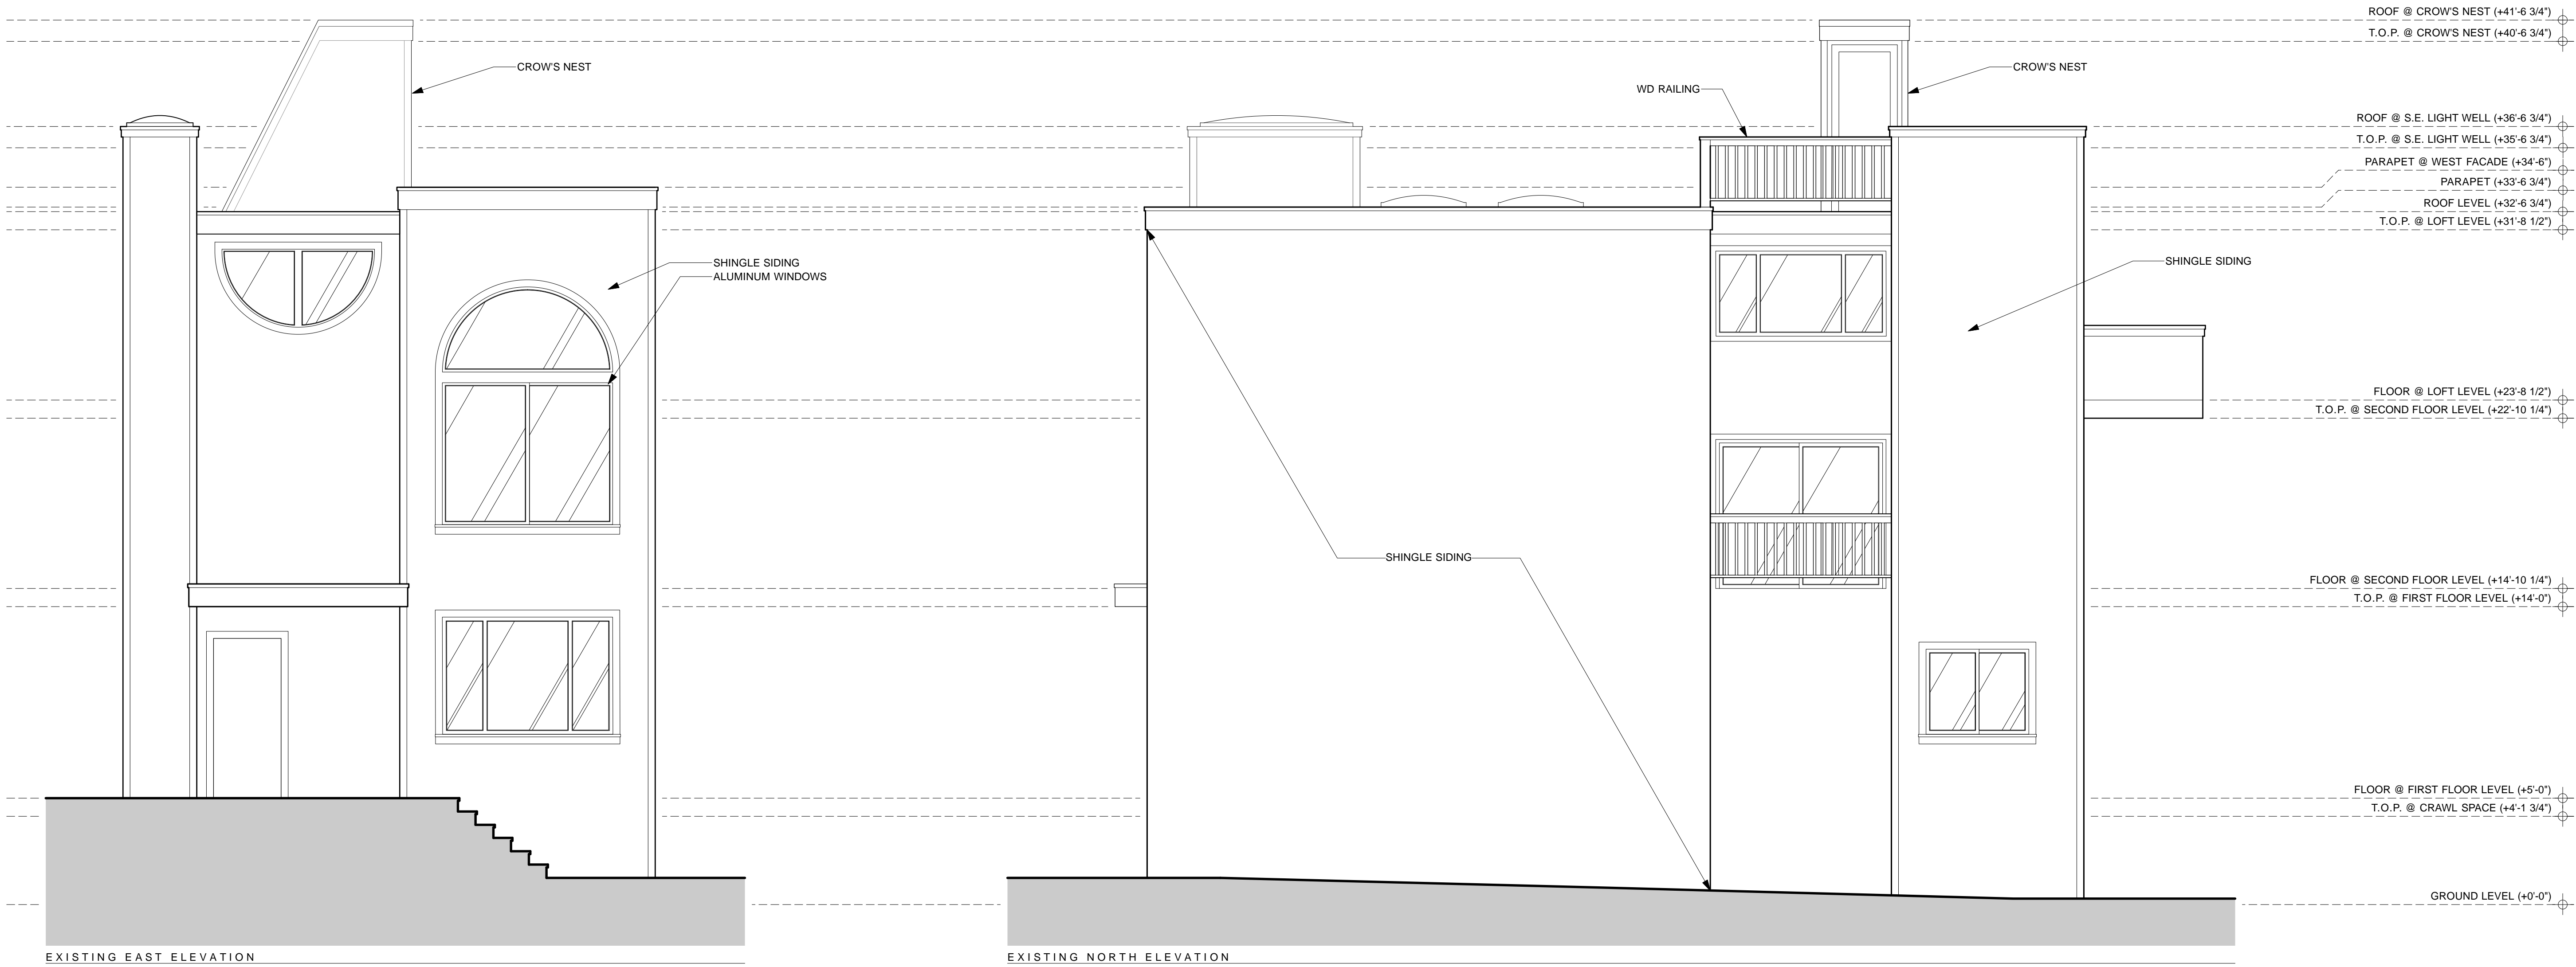 ROOF @ CROW'S NEST (+41'-6 3/4")
T.O.P. @ CROW'S NEST (+40'-6 3/4")
CROW'S NEST
CROW'S NEST
WD RAILING
ROOF @ S.E. LIGHT WELL (+36'-6 3/4")
T.O.P. @ S.E. LIGHT WELL (+35'-6 3/4")
PARAPET @ WEST FACADE (+34'-6")
PARAPET (+33'-6 3/4")
ROOF LEVEL (+32'-6 3/4")
T.O.P. @ LOFT LEVEL (+31'-8 1/2")
SHINGLE SIDING
ALUMINUM WINDOWS
SHINGLE SIDING
FLOOR @ LOFT LEVEL (+23'-8 1/2")
T.O.P. @ SECOND FLOOR LEVEL (+22'-10 1/4")
SHINGLE SIDING
FLOOR @ SECOND FLOOR LEVEL (+14'-10 1/4")
T.O.P. @ FIRST FLOOR LEVEL (+14'-0")
FLOOR @ FIRST FLOOR LEVEL (+5'-0")
T.O.P. @ CRAWL SPACE (+4'-1 3/4")
GROUND LEVEL (+0'-0")
EXISTING EAST ELEVATION
EXISTING NORTH ELEVATION